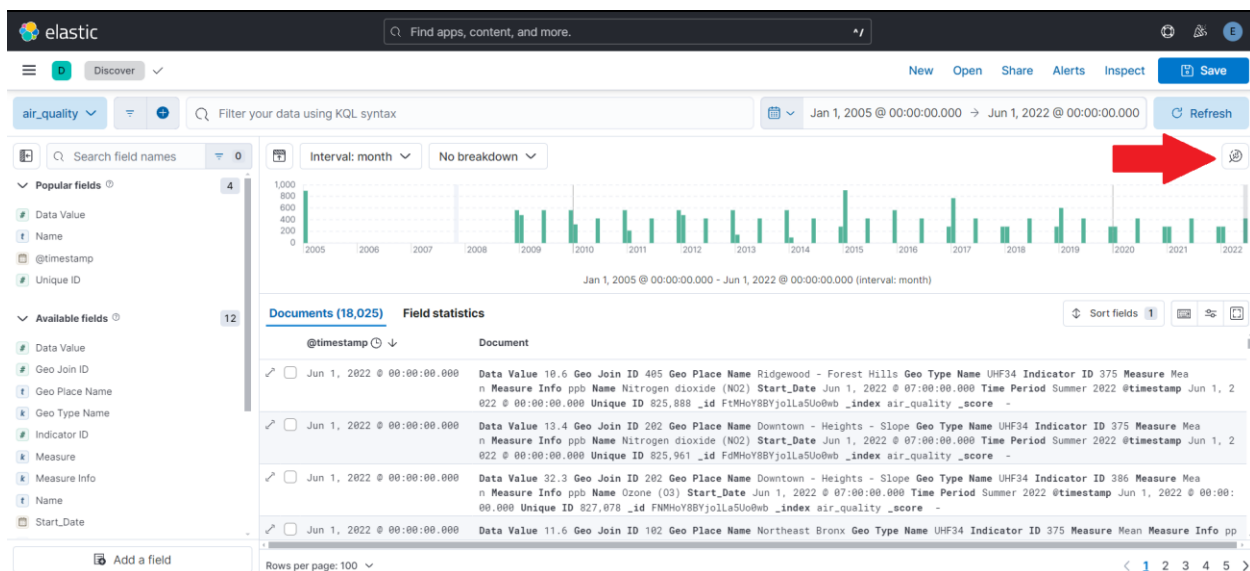 elastic
Find apps, content, and more.
^/
E
D
Discover
New
Open
Share
Alerts
Inspect
Save
air_quality
Filter your data using KQL syntax
Jan 1, 2005 @ 00:00:00.000 → Jun 1, 2022 @ 00:00:00.000
Refresh
Search field names
0
Interval: month
No breakdown
Popular fields
4
Data Value
Name
@timestamp
Unique ID
Available fields
12
Data Value
Geo Join ID
Geo Place Name
Geo Type Name
Indicator ID
Measure
Measure Info
Name
Start_Date
Add a field
1,000
800
600
400
200
0
2005 2006 2007 2008 2009 2010 2011 2012 2013 2014 2015 2016 2017 2018 2019 2020 2021 2022
Jan 1, 2005 @ 00:00:00.000 - Jun 1, 2022 @ 00:00:00.000 (interval: month)
Documents (18,025)
Field statistics
Sort fields 1
@timestamp
Document
Jun 1, 2022 @ 00:00:00.000
Data Value 10.6 Geo Join ID 405 Geo Place Name Ridgewood - Forest Hills Geo Type Name UHF34 Indicator ID 375 Measure Mea
n Measure Info ppb Name Nitrogen dioxide (NO2) Start_Date Jun 1, 2022 @ 07:00:00.000 Time Period Summer 2022 @timestamp Jun 1, 2
022 @ 00:00:00.000 Unique ID 825,888 _id FtMHoY8BYjolLa5Uo0wb _index air_quality _score -
Jun 1, 2022 @ 00:00:00.000
Data Value 13.4 Geo Join ID 202 Geo Place Name Downtown - Heights - Slope Geo Type Name UHF34 Indicator ID 375 Measure Mea
n Measure Info ppb Name Nitrogen dioxide (NO2) Start_Date Jun 1, 2022 @ 07:00:00.000 Time Period Summer 2022 @timestamp Jun 1, 2
022 @ 00:00:00.000 Unique ID 825,961 _id FdMHoY8BYjolLa5Uo0wb _index air_quality _score -
Jun 1, 2022 @ 00:00:00.000
Data Value 32.3 Geo Join ID 202 Geo Place Name Downtown - Heights - Slope Geo Type Name UHF34 Indicator ID 386 Measure Mea
n Measure Info ppb Name Ozone (O3) Start_Date Jun 1, 2022 @ 07:00:00.000 Time Period Summer 2022 @timestamp Jun 1, 2022 @ 00:00:
00.000 Unique ID 827,078 _id FNMHoY8BYjolLa5Uo0wb _index air_quality _score -
Jun 1, 2022 @ 00:00:00.000
Data Value 11.6 Geo Join ID 102 Geo Place Name Northeast Bronx Geo Type Name UHF34 Indicator ID 375 Measure Mean Measure Info pp
Rows per page: 100
1 2 3 4 5